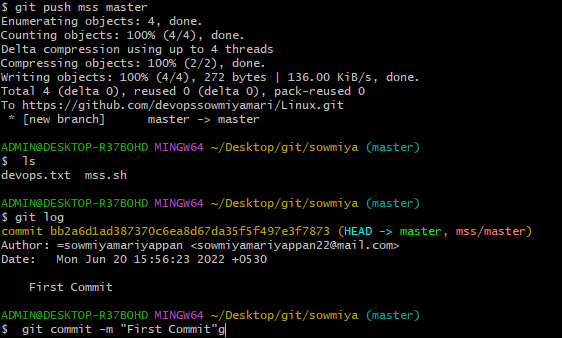 $ git push mss master
Enumerating objects: 4, done.
Counting objects: 100% (4/4), done.
Delta compression using up to 4 threads
Compressing objects: 100% (2/2), done.
Writing objects: 100% (4/4), 272 bytes | 136.00 KiB/s, done.
Total 4 (delta 0), reused 0 (delta 0), pack-reused 0
To https://github.com/devopssowmiyamari/Linux.git
 * [new branch]      master -> master
ADMIN@DESKTOP-R37BOHD MINGW64 ~/Desktop/git/sowmiya (master)
$  ls
devops.txt  mss.sh
ADMIN@DESKTOP-R37BOHD MINGW64 ~/Desktop/git/sowmiya (master)
$ git log
commit bb2a6d1ad387370c6ea8d67da35f5f497e3f7873 (HEAD -> master, mss/master)
Author: =sowmiyamariyappan <sowmiyamariyappan22@mail.com>
Date:   Mon Jun 20 15:56:23 2022 +0530
    First Commit
ADMIN@DESKTOP-R37BOHD MINGW64 ~/Desktop/git/sowmiya (master)
$  git commit -m "First Commit"g